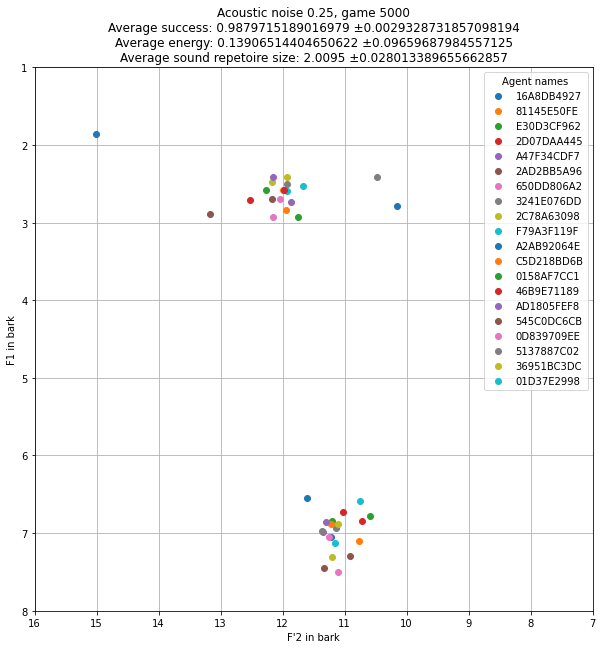 Acoustic noise 0.25, game 5000
Average success: 0.9879715189016979 ±0.0029328731857098194
Average energy: 0.13906514404650622 ±0.09659687984557125
Average sound repetoire size: 2.0095 ±0.028013389655662857
1
2
3
4
5
6
7
8
F1 in bark
16 15 14 13 12 11 10 9 8 7
F'2 in bark
Agent names
16A8DB4927
81145E50FE
E30D3CF962
2D07DAA445
A47F34CDF7
2AD2BB5A96
650DD806A2
3241E076DD
2C78A63098
F79A3F119F
A2AB92064E
C5D218BD6B
0158AF7CC1
46B9E71189
AD1805FEF8
545C0DC6CB
0D839709EE
5137887C02
36951BC3DC
01D37E2998